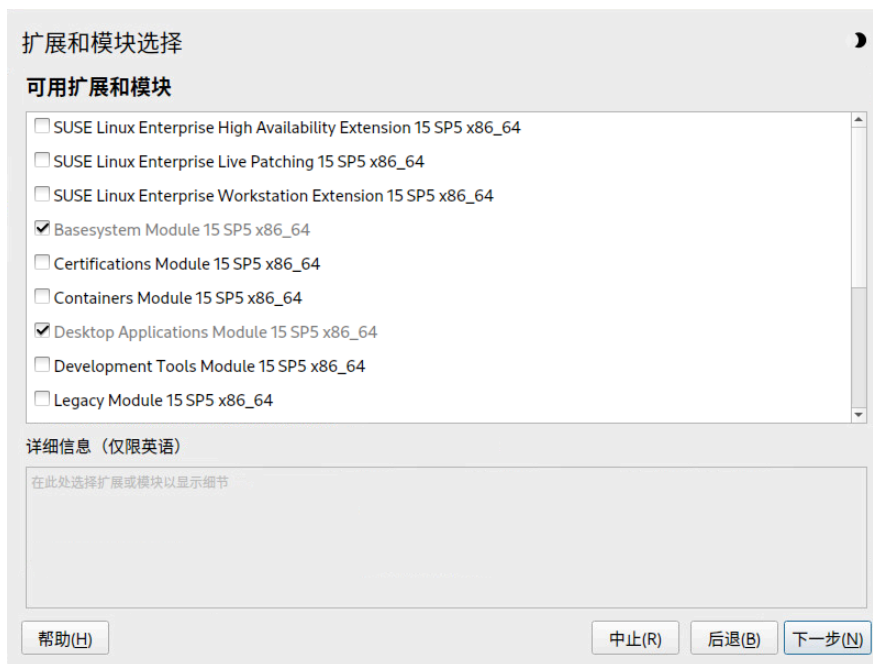 扩展和模块选择
可用扩展和模块
SUSE Linux Enterprise High Availability Extension 15 SP5 x86_64
SUSE Linux Enterprise Live Patching 15 SP5 x86_64
SUSE Linux Enterprise Workstation Extension 15 SP5 x86_64
Basesystem Module 15 SP5 x86_64
Certifications Module 15 SP5 x86_64
Containers Module 15 SP5 x86_64
Desktop Applications Module 15 SP5 x86_64
Development Tools Module 15 SP5 x86_64
Legacy Module 15 SP5 x86_64
详细信息（仅限英语）
在此处选择扩展或模块以显示细节
帮助(H) 中止(R) 后退(B) 下一步(N)